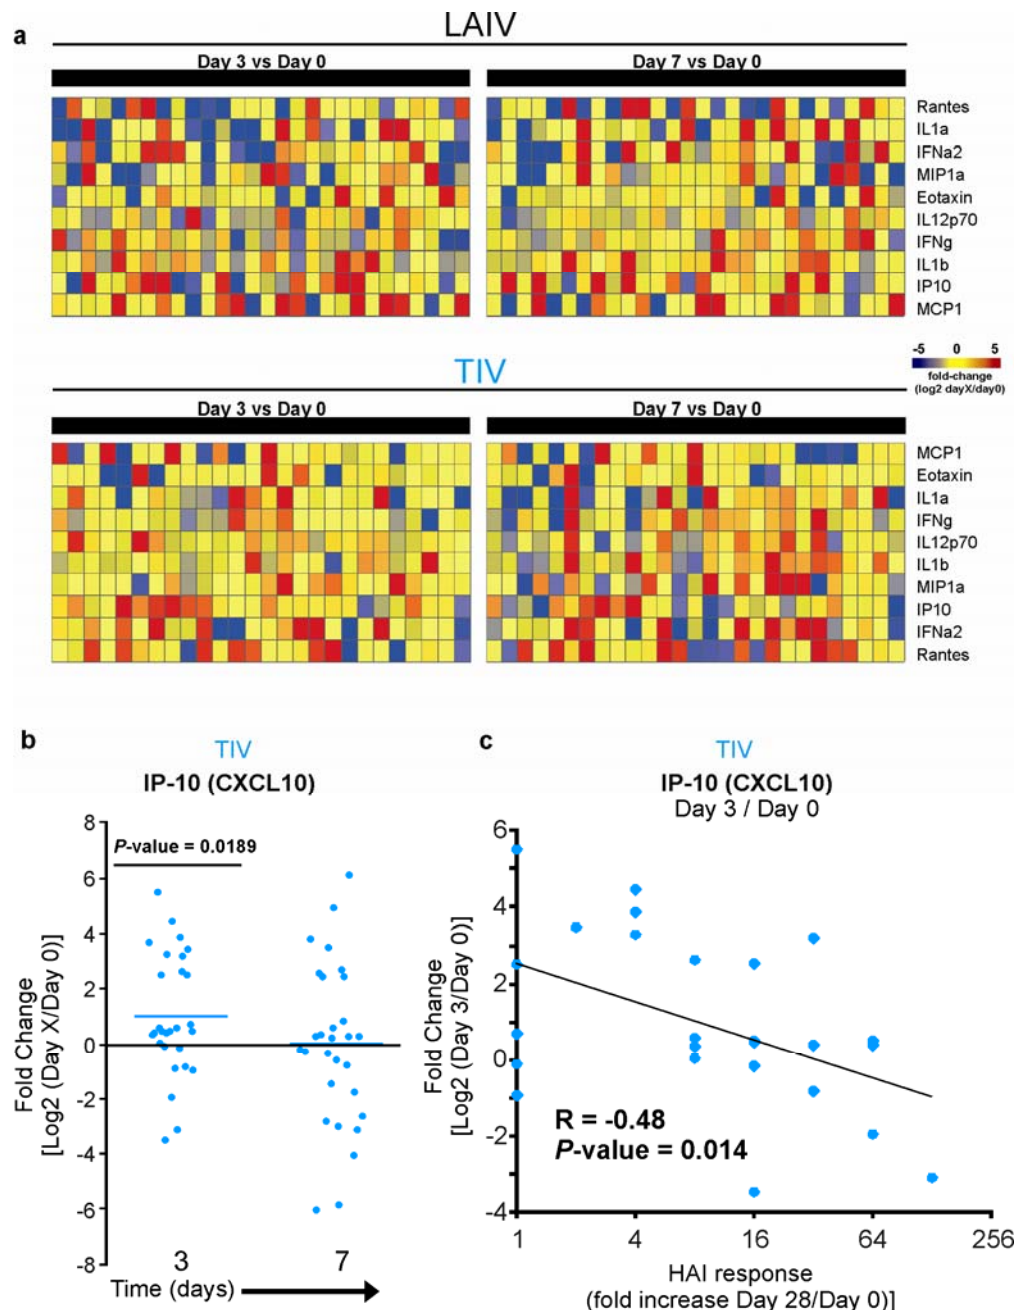 a
LAIV
Day 3 vs Day 0
Day 7 vs Day 0
Rantes
IL1a
IFNa2
MIP1a
Eotaxin
IL12p70
IFNg
IL1b
IP10
MCP1
-5 0 5
fold-change
(log2 dayX/day0)
TIV
Day 3 vs Day 0
Day 7 vs Day 0
MCP1
Eotaxin
IL1a
IFNg
IL12p70
IL1b
MIP1a
IP10
IFNa2
Rantes
b
TIV
IP-10 (CXCL10)
P-value = 0.0189
Fold Change
[Log2 (Day X/Day 0)]
8
6
4
2
0
-2
-4
-6
-8
3 7
Time (days)
c
TIV
IP-10 (CXCL10)
Day 3 / Day 0
Fold Change
[Log2 (Day 3/Day 0)]
6
4
2
0
-2
-4
R = -0.48
P-value = 0.014
1 4 16 64 256
HAI response
(fold increase Day 28/Day 0)]